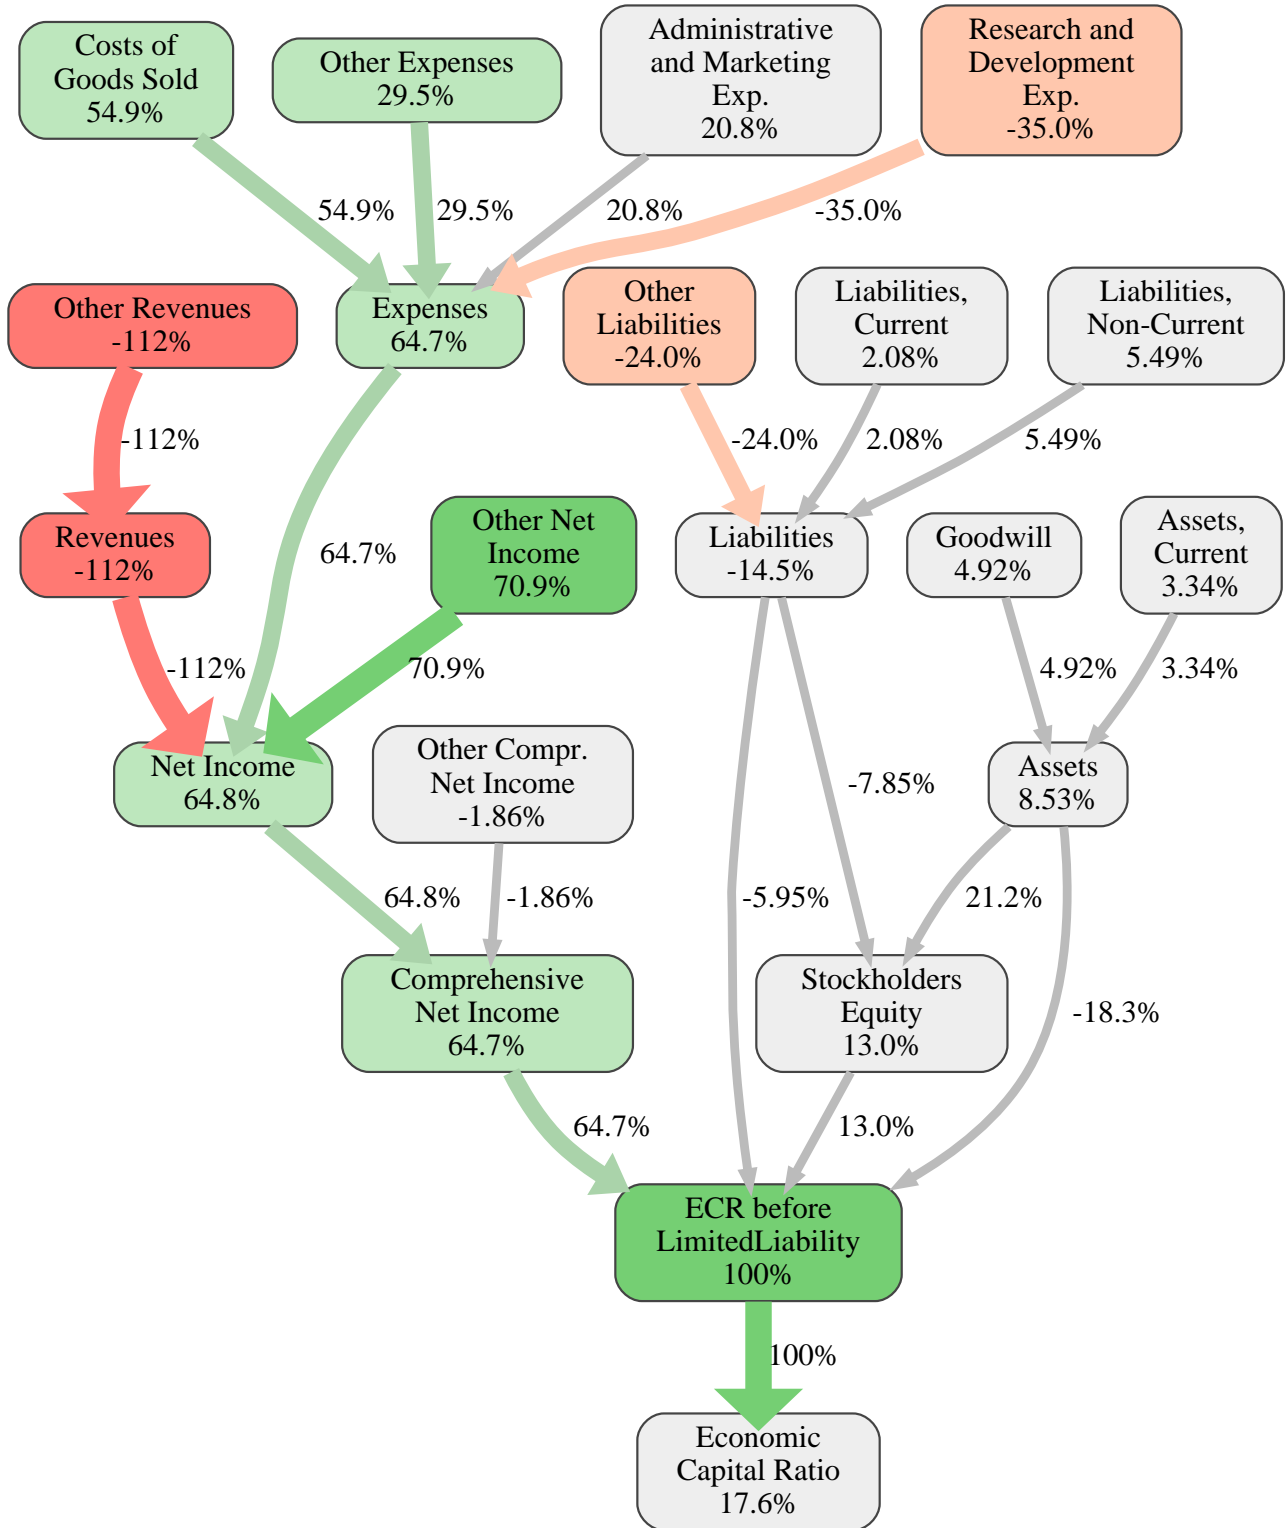 Costs of
Goods Sold
54.9%
Other Expenses
29.5%
Administrative
and Marketing
Exp.
20.8%
Research and
Development
Exp.
-35.0%
54.9%
29.5%
20.8%
-35.0%
Other Revenues
-112%
Expenses
64.7%
Other
Liabilities
-24.0%
Liabilities,
Current
2.08%
Liabilities,
Non-Current
5.49%
-112%
-24.0%
2.08%
5.49%
Revenues
-112%
64.7%
Other Net
Income
70.9%
Liabilities
-14.5%
Goodwill
4.92%
Assets,
Current
3.34%
-112%
70.9%
4.92%
3.34%
Net Income
64.8%
Other Compr.
Net Income
-1.86%
-7.85%
Assets
8.53%
64.8%
-1.86%
-5.95%
21.2%
Comprehensive
Net Income
64.7%
Stockholders
Equity
13.0%
-18.3%
64.7%
13.0%
ECR before
LimitedLiability
100%
100%
Economic
Capital Ratio
17.6%